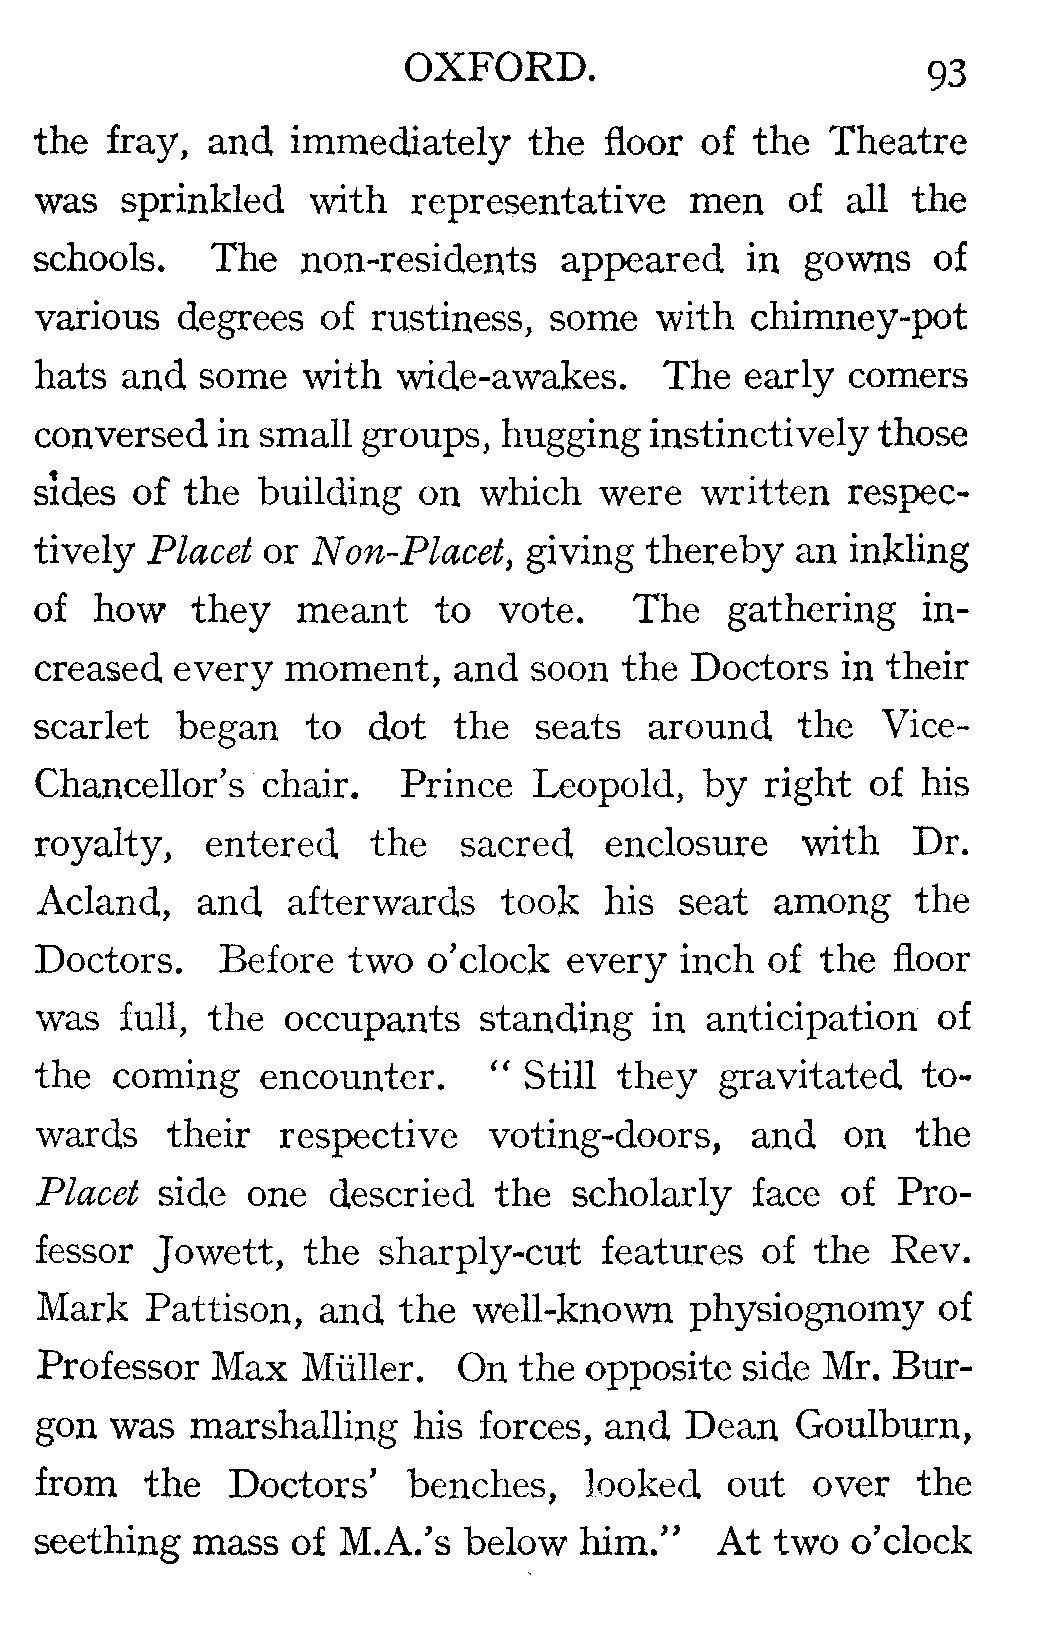 OXFORD. 93
the fray, and immediately the floor of the Theatre
was sprinkled with representative men of all the
schools. The non-residents appeared in gowns of
various degrees of rustiness, some with chimney-pot
hats and some with wide-awakes. The early comers
conversed in small groups, hugging instinctively those
sides of the building on which were written respec-
tively Placet or Non-Placet, giving thereby an inkling
of how they meant to vote. The gathering in-
creased every moment, and soon the Doctors in their
scarlet began to dot the seats around the Vice-
Chancellor's chair. Prince Leopold, by right of his
royalty, entered the sacred enclosure with Dr.
Acland, and afterwards took his seat among the
Doctors. Before two o'clock every inch of the floor
was full, the occupants standing in anticipation of
the coming encounter. " Still they gravitated to-
wards their respective voting-doors, and on the
Placet side one descried the scholarly face of Pro-
fessor Jowett, the sharply-cut features of the Rev.
Mark Pattison, and the well-known physiognomy of
Professor Max Müller. On the opposite side Mr. Bur-
gon was marshalling his forces, and Dean Goulburn,
from the Doctors' benches, looked out over the
seething mass of M.A.'s below him." At two o'clock